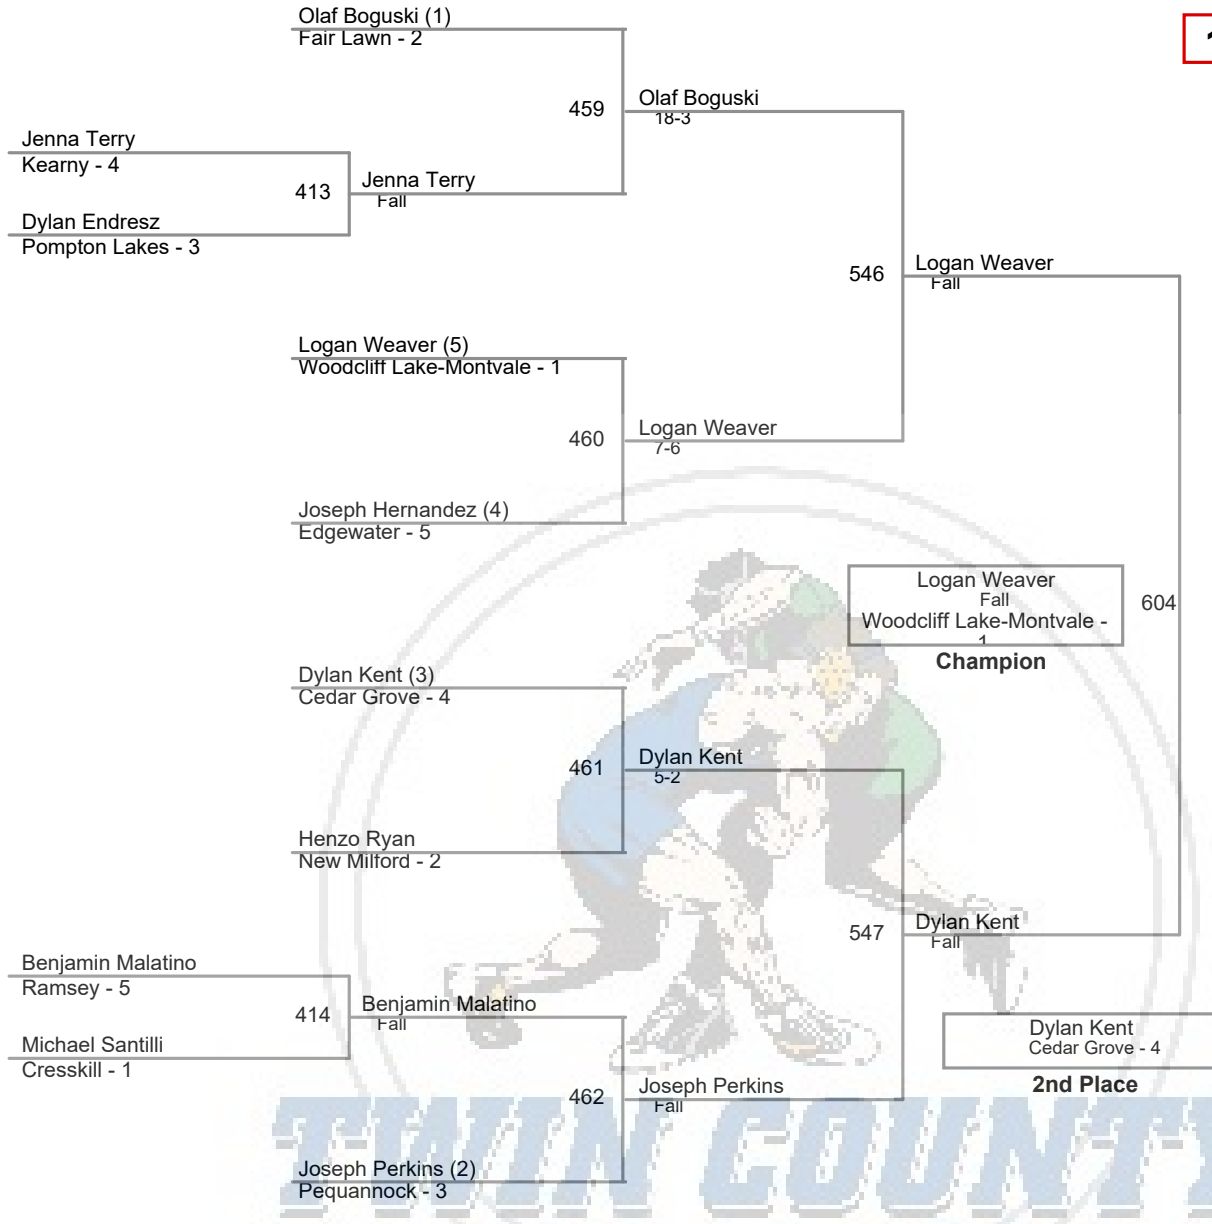 Olaf Boguski (1)
Fair Lawn - 2
459
Olaf Boguski
18-3
Jenna Terry
Kearny - 4
413
Jenna Terry
Fall
Dylan Endresz
Pompton Lakes - 3
546
Logan Weaver
Fall
Logan Weaver (5)
Woodcliff Lake-Montvale - 1
460
Logan Weaver
7-6
Joseph Hernandez (4)
Edgewater - 5
Logan Weaver
Fall
Woodcliff Lake-Montvale -
1
604
Champion
Dylan Kent (3)
Cedar Grove - 4
461
Dylan Kent
5-2
Henzo Ryan
New Milford - 2
547
Dylan Kent
Fall
Benjamin Malatino
Ramsey - 5
414
Benjamin Malatino
Fall
Michael Santilli
Cresskill - 1
Dylan Kent
Cedar Grove - 4
2nd Place
462
Joseph Perkins
Fall
Joseph Perkins (2)
Pequannock - 3
TWIN COUNTY